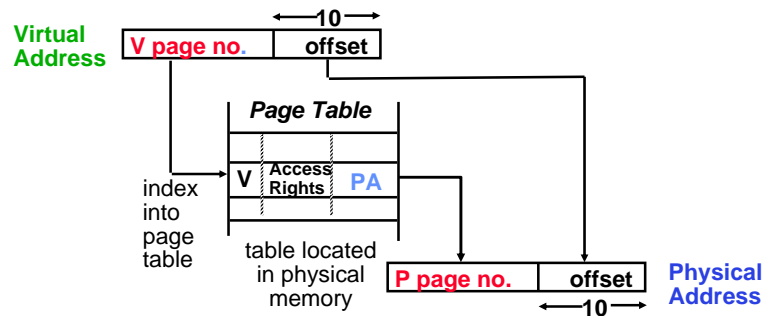 10
Virtual
Address
V page no.
offset
Page Table
V
Access
Rights
PA
index
into
page
table
table located
in physical
memory
P page no.
offset
Physical
Address
10